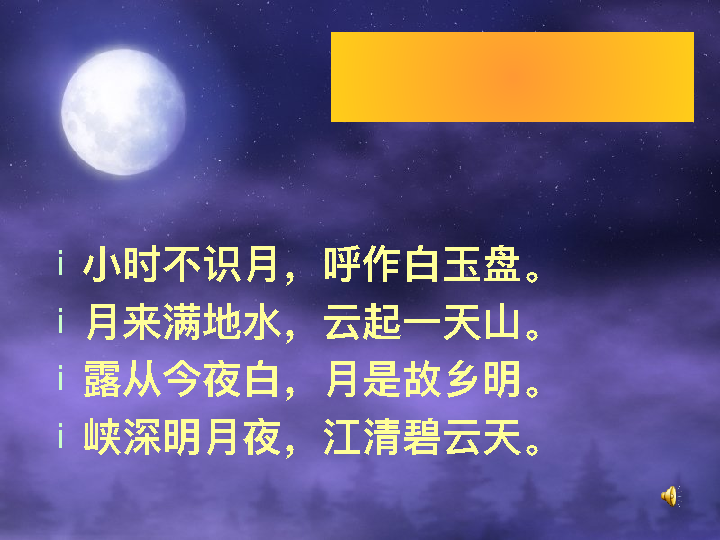 i 小时不识月，呼作白玉盘。
i 月来满地水，云起一天山。
i 露从今夜白，月是故乡明。
i 峡深明月夜，江清碧云天。